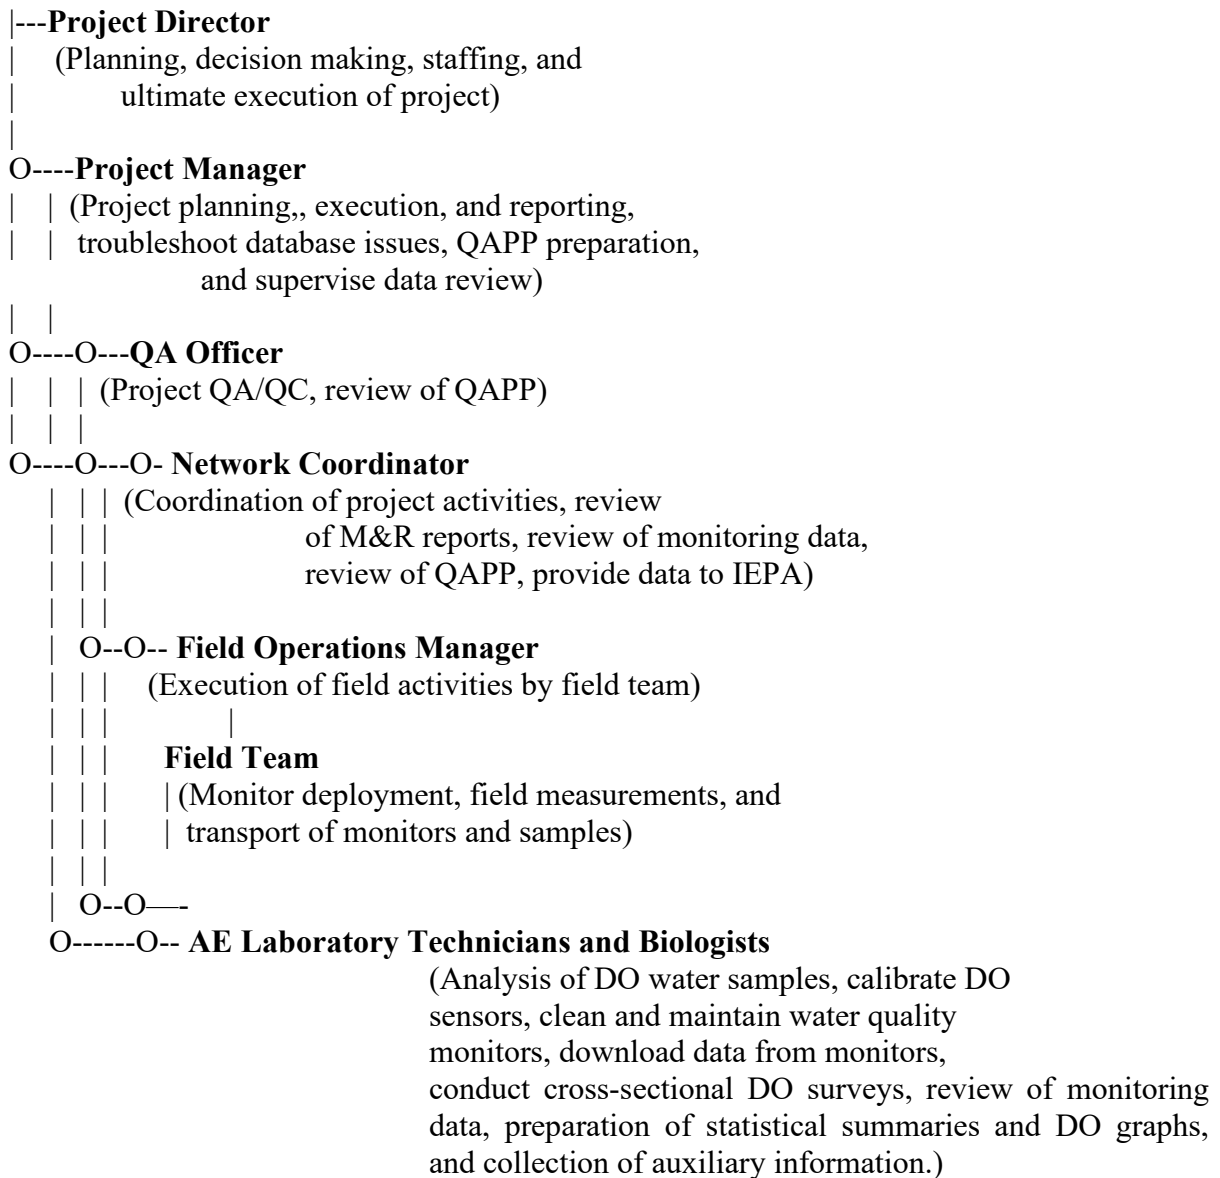 |---Project Director
| (Planning, decision making, staffing, and
| ultimate execution of project)
|
O----Project Manager
| | (Project planning,, execution, and reporting,
| | troubleshoot database issues, QAPP preparation,
and supervise data review)
| |
O----O---QA Officer
| | | (Project QA/QC, review of QAPP)
| | |
O----O---O- Network Coordinator
| | | (Coordination of project activities, review
| | | of M&R reports, review of monitoring data,
| | | review of QAPP, provide data to IEPA)
| | |
| O--O-- Field Operations Manager
| | | (Execution of field activities by field team)
| | | |
| | | Field Team
| | | | (Monitor deployment, field measurements, and
| | | | transport of monitors and samples)
| | |
| O--O—-
O------O-- AE Laboratory Technicians and Biologists
(Analysis of DO water samples, calibrate DO
sensors, clean and maintain water quality
monitors, download data from monitors,
conduct cross-sectional DO surveys, review of monitoring
data, preparation of statistical summaries and DO graphs,
and collection of auxiliary information.)